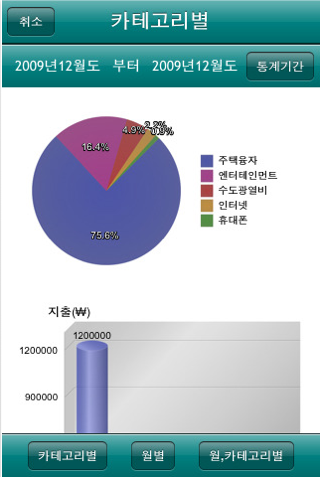 취소
카테고리별
2009년12월도 부터 2009년12월도
통계기간
2.2%
4.9%
0.9%
16.4%
75.6%
주택융자
엔터테인먼트
수도광열비
인터넷
휴대폰
지출(₩)
1200000
1200000
900000
카테고리별
월별
월,카테고리별